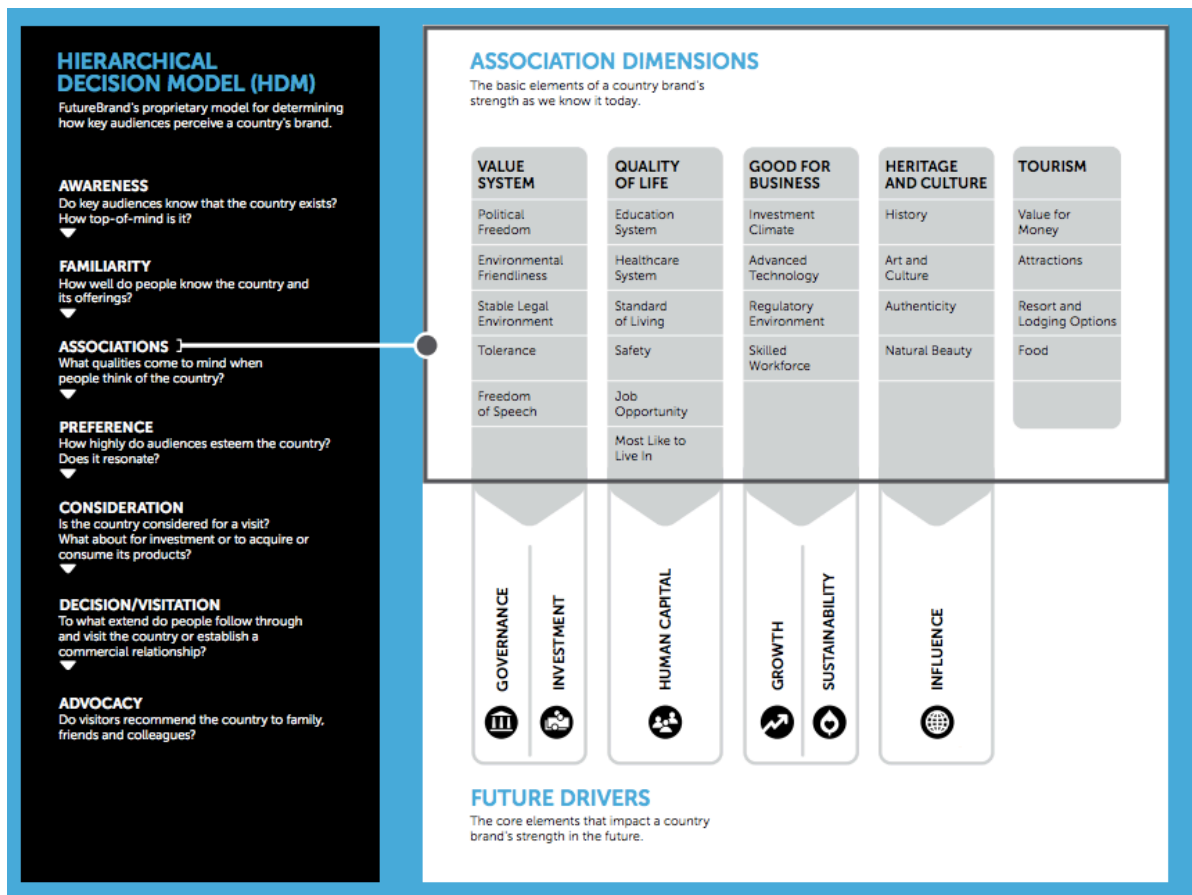 HIERARCHICAL
DECISION MODEL (HDM)
FutureBrand's proprietary model for determining
how key audiences perceive a country's brand.
AWARENESS
Do key audiences know that the country exists?
How top-of-mind is it?
FAMILIARITY
How well do people know the country and
its offerings?
ASSOCIATIONS
What qualities come to mind when
people think of the country?
PREFERENCE
How highly do audiences esteem the country?
Does it resonate?
CONSIDERATION
Is the country considered for a visit?
What about for investment or to acquire or
consume its products?
DECISION/VISITATION
To what extend do people follow through
and visit the country or establish a
commercial relationship?
ADVOCACY
Do visitors recommend the country to family,
friends and colleagues?
ASSOCIATION DIMENSIONS
The basic elements of a country brand's
strength as we know it today.
VALUE
SYSTEM
Political
Freedom
Environmental
Friendliness
Stable Legal
Environment
Tolerance
Freedom
of Speech
QUALITY
OF LIFE
Education
System
Healthcare
System
Standard
of Living
Safety
Job
Opportunity
Most Like to
Live In
GOOD FOR
BUSINESS
Investment
Climate
Advanced
Technology
Regulatory
Environment
Skilled
Workforce
HERITAGE
AND CULTURE
History
Art and
Culture
Authenticity
Natural Beauty
TOURISM
Value for
Money
Attractions
Resort and
Lodging Options
Food
GOVERNANCE
INVESTMENT
HUMAN CAPITAL
GROWTH
SUSTAINABILITY
INFLUENCE
FUTURE DRIVERS
The core elements that impact a country
brand's strength in the future.